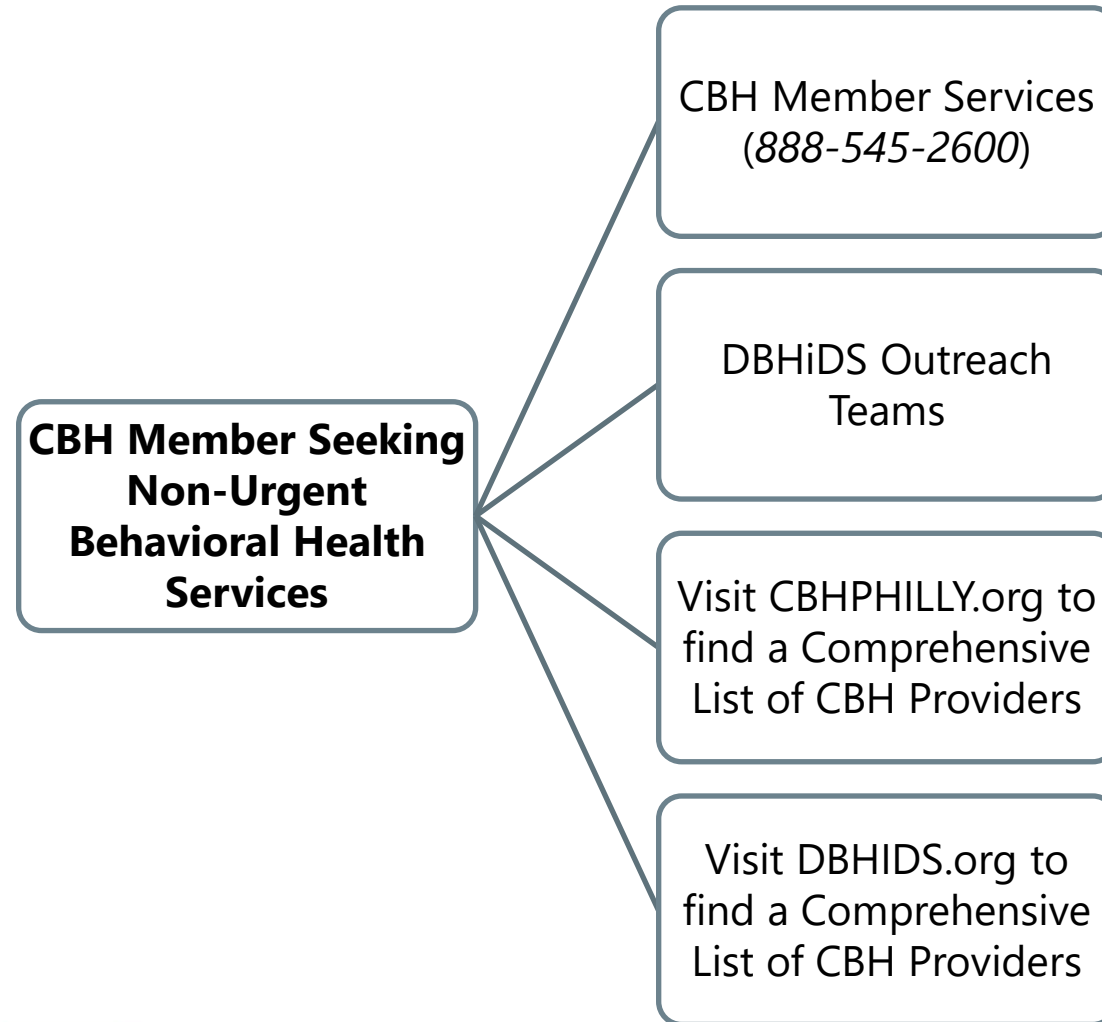 CBH Member Services
(888-545-2600)
DBHiDS Outreach
Teams
CBH Member Seeking
Non-Urgent
Behavioral Health
Services
Visit CBHPHILLY.org to
find a Comprehensive
List of CBH Providers
Visit DBHIDS.org to
find a Comprehensive
List of CBH Providers